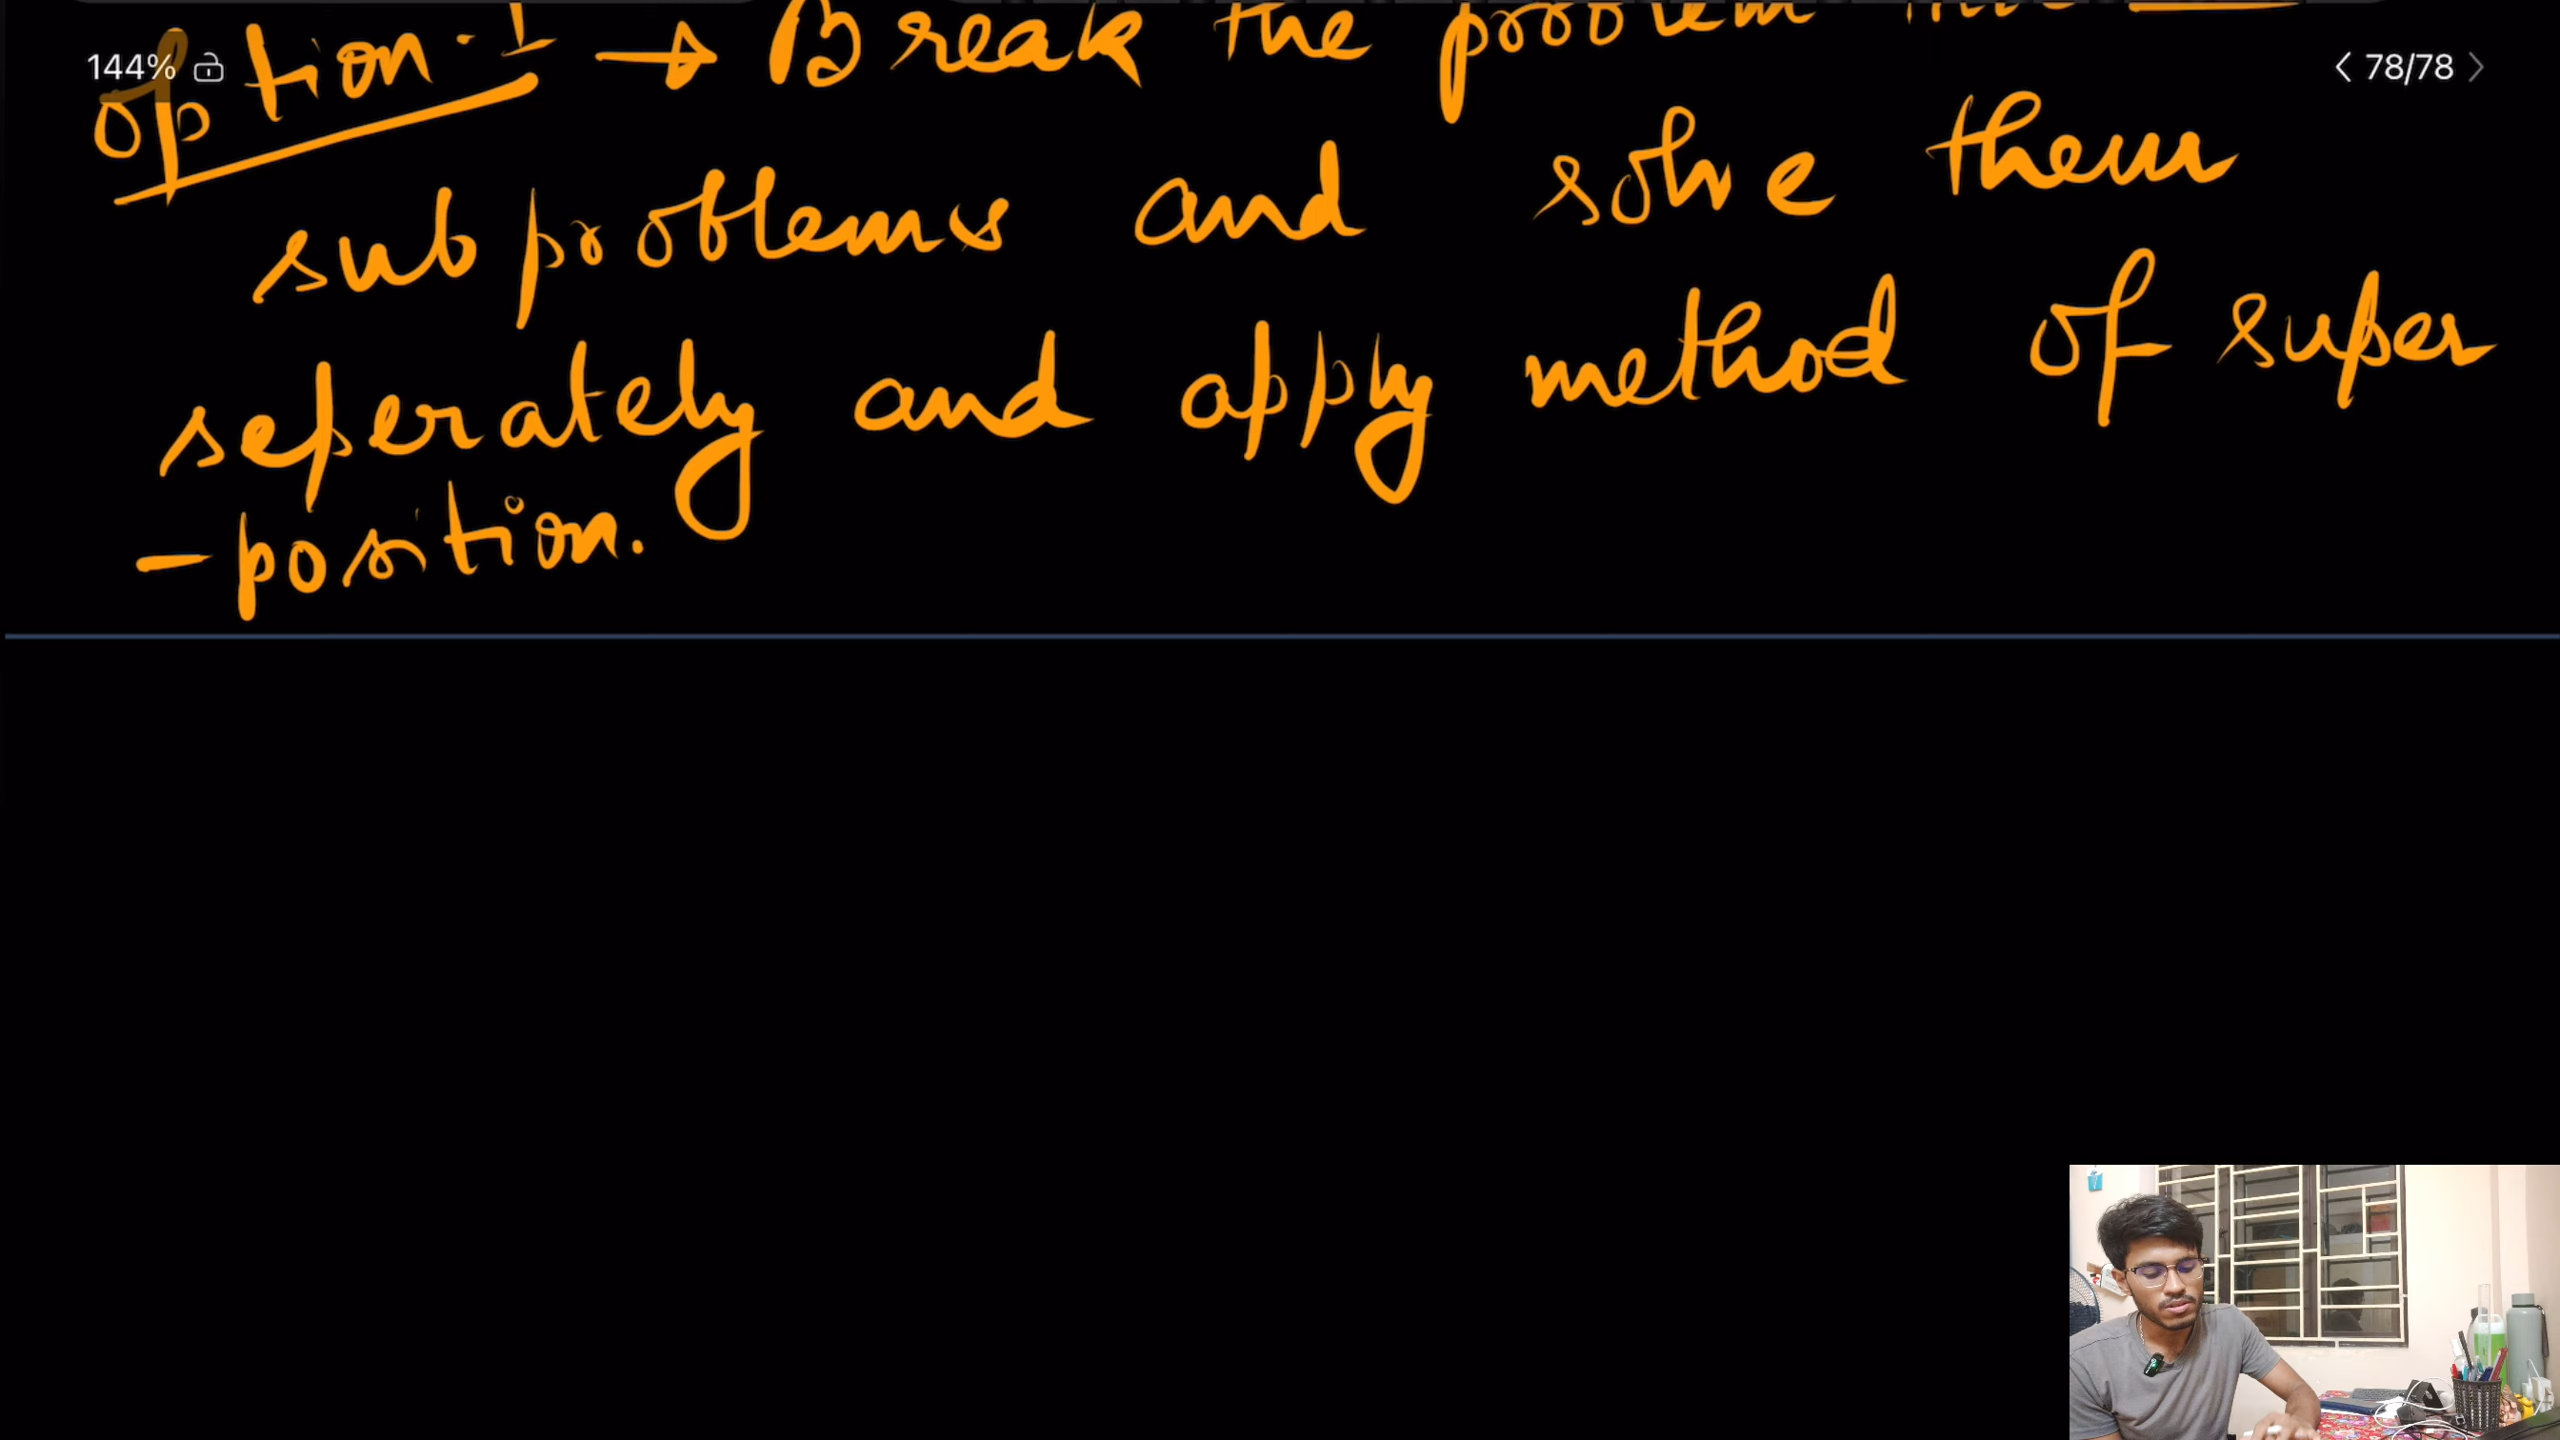 144%
78/78
option-1 → Break the problem into
subproblems and solve them
seperately and apply method of super
-position.